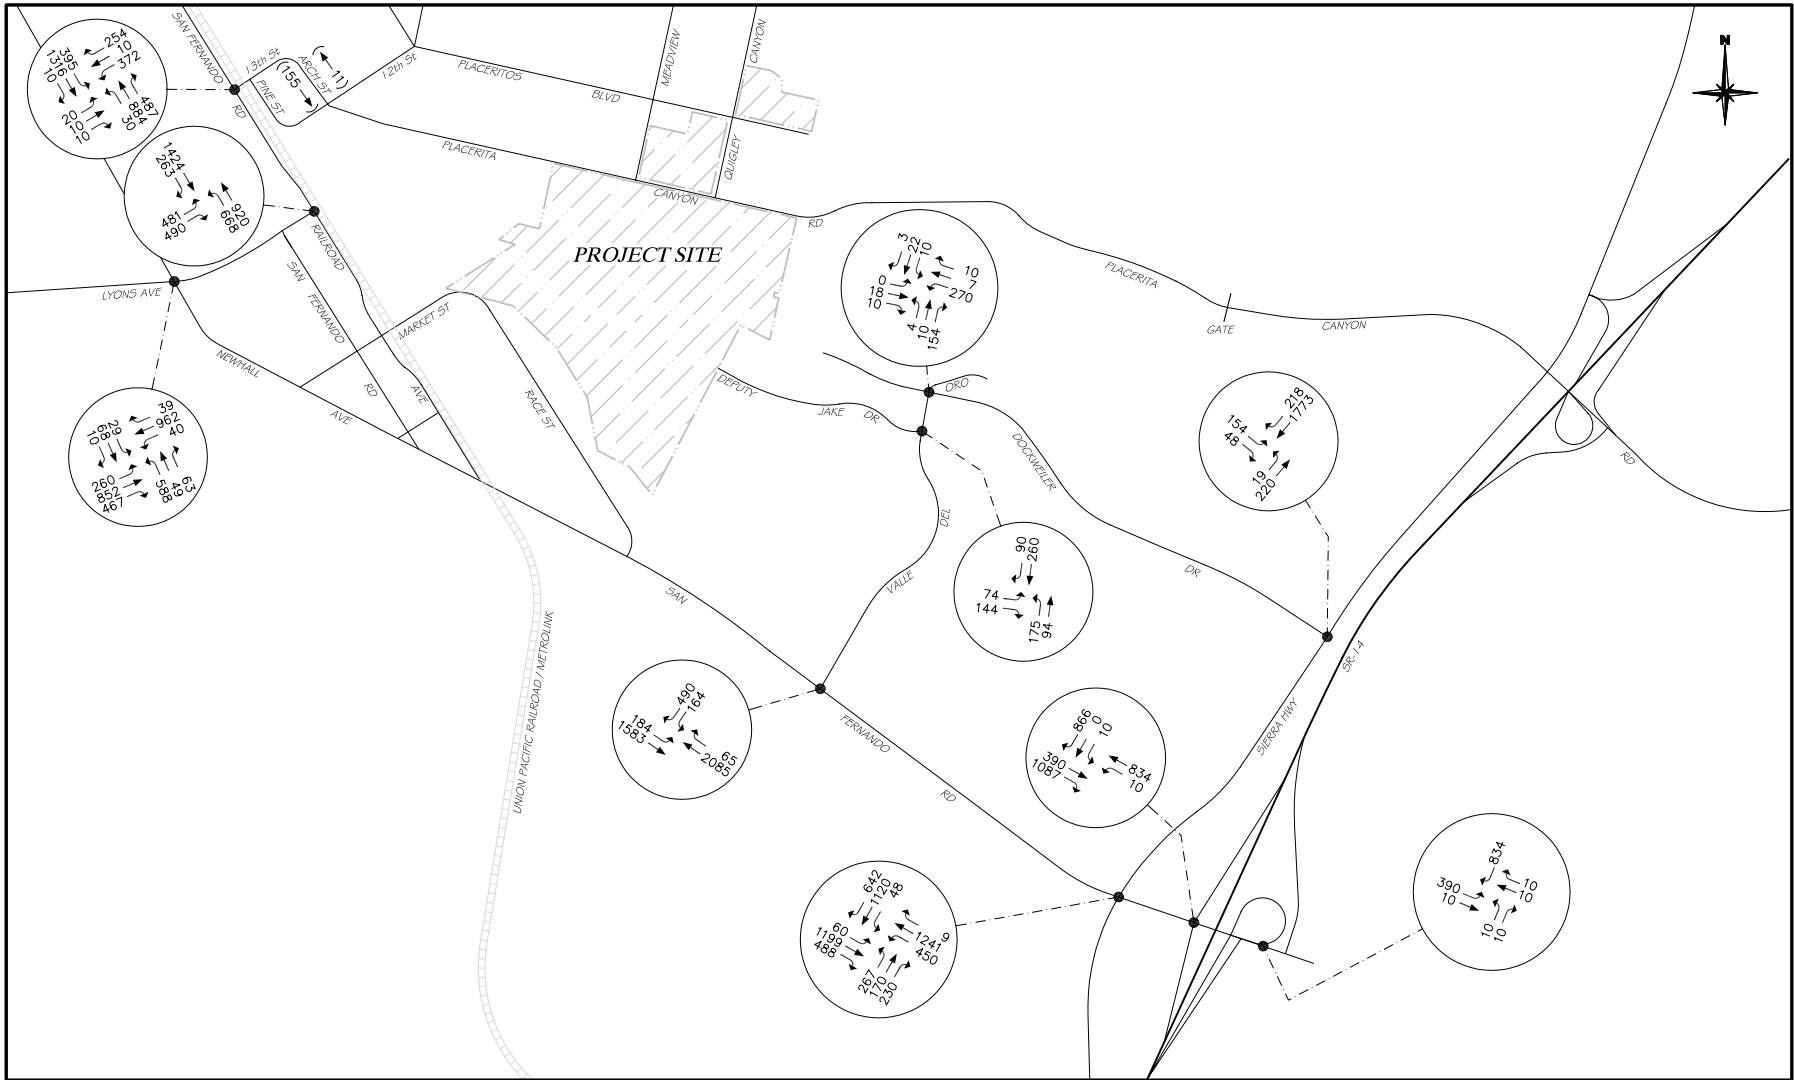 N
SAN FERNANDO
RD
13th St
PINE ST
ARCH ST
(155 →)
(← 11)
12th St
PLACERITOS
BLVD
MEADVIEW
CANYON
QUIGLEY
PLACERITA
CANYON
RD
PROJECT SITE
254
10
372
395
1316
10
20
10
10
487
884
30
1424
263
481
490
920
668
LYONS AVE
RAILROAD
AVE
SAN
FERNANDO
RD
MARKET ST
NEWHALL
AVE
RACE ST
39
962
40
29
68
10
260
852
467
63
49
588
3
22
10
10
7
270
0
18
10
4
10
154
PLACERITA
GATE
CANYON
RD
DEPUTY
JAKE
DR
ORO
DOCKWEILER
DR
DEL
VALLE
218
1773
154
48
19
220
90
260
74
144
175
94
SAN
FERNANDO
RD
UNION PACIFIC RAILROAD / METROLINK
490
164
184
1583
65
2085
SR-14
SIERRA HWY
866
0
10
390
1087
834
10
642
1120
48
60
1199
488
9
1241
450
267
170
230
834
390
10
10
10
10
10